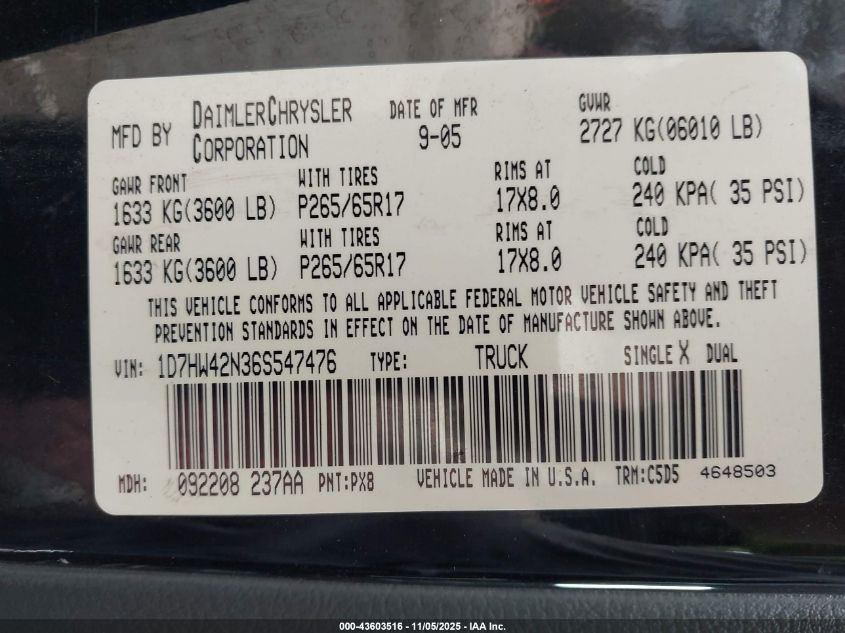 MFD BY DAIMLERCHRYSLER CORPORATION DATE OF MFR 9-05 GVWR 2727 KG(06010 LB)
GAWR FRONT WITH TIRES RIMS AT COLD
1633 KG(3600 LB) P265/65R17 17X8.0 240 KPA( 35 PSI)
GAWR REAR WITH TIRES RIMS AT COLD
1633 KG(3600 LB) P265/65R17 17X8.0 240 KPA( 35 PSI)
THIS VEHICLE CONFORMS TO ALL APPLICABLE FEDERAL MOTOR VEHICLE SAFETY AND THEFT
PREVENTION STANDARDS IN EFFECT ON THE DATE OF MANUFACTURE SHOWN ABOVE.
VIN: 1D7HW42N36S547476 TYPE: TRUCK SINGLE X DUAL
MDH: 092208 237AA PNT:PX8 VEHICLE MADE IN U.S.A. TRM:C5D5 4648503
000-43603516 - 11/05/2025 - IAA Inc.